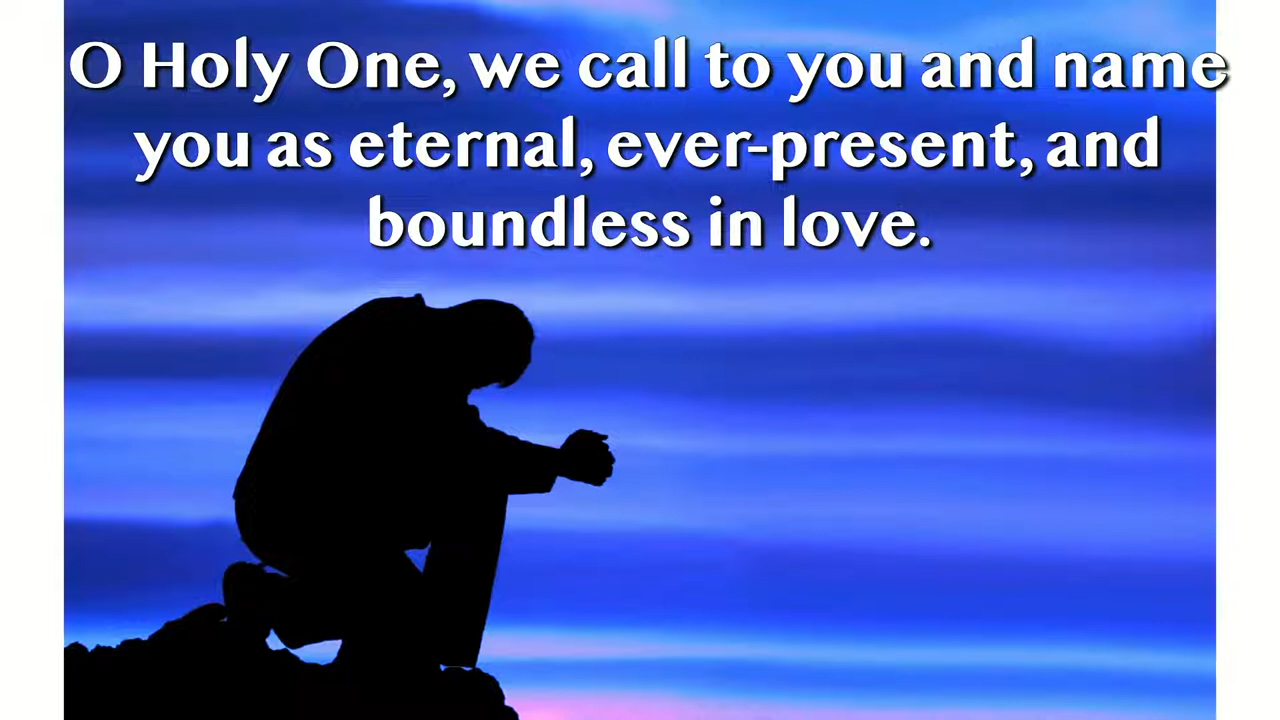 O Holy One, we call to you and name
you as eternal, ever-present, and
boundless in love.